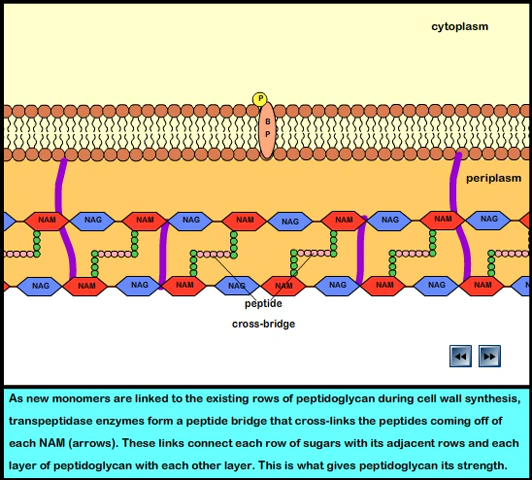 cytoplasm
P
B
P
periplasm
NAM NAG NAM NAG NAM NAG NAM NAG NAM NAG
NAG NAM NAG NAM NAG NAM NAG NAM NAG NAM N
peptide
cross-bridge
As new monomers are linked to the existing rows of peptidoglycan during cell wall synthesis,
transpeptidase enzymes form a peptide bridge that cross-links the peptides coming off of
each NAM (arrows). These links connect each row of sugars with its adjacent rows and each
layer of peptidoglycan with each other layer. This is what gives peptidoglycan its strength.